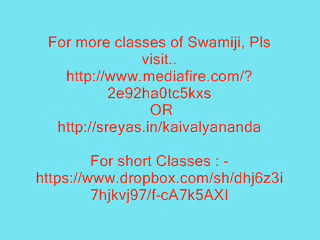 For more classes of Swamiji, Pls
visit..
http://www.mediafire.com/?
2e92ha0tc5kxs
OR
http://sreyas.in/kaivalyananda
For short Classes : -
https://www.dropbox.com/sh/dhj6z3i
7hjkvj97/f-cA7k5AXI